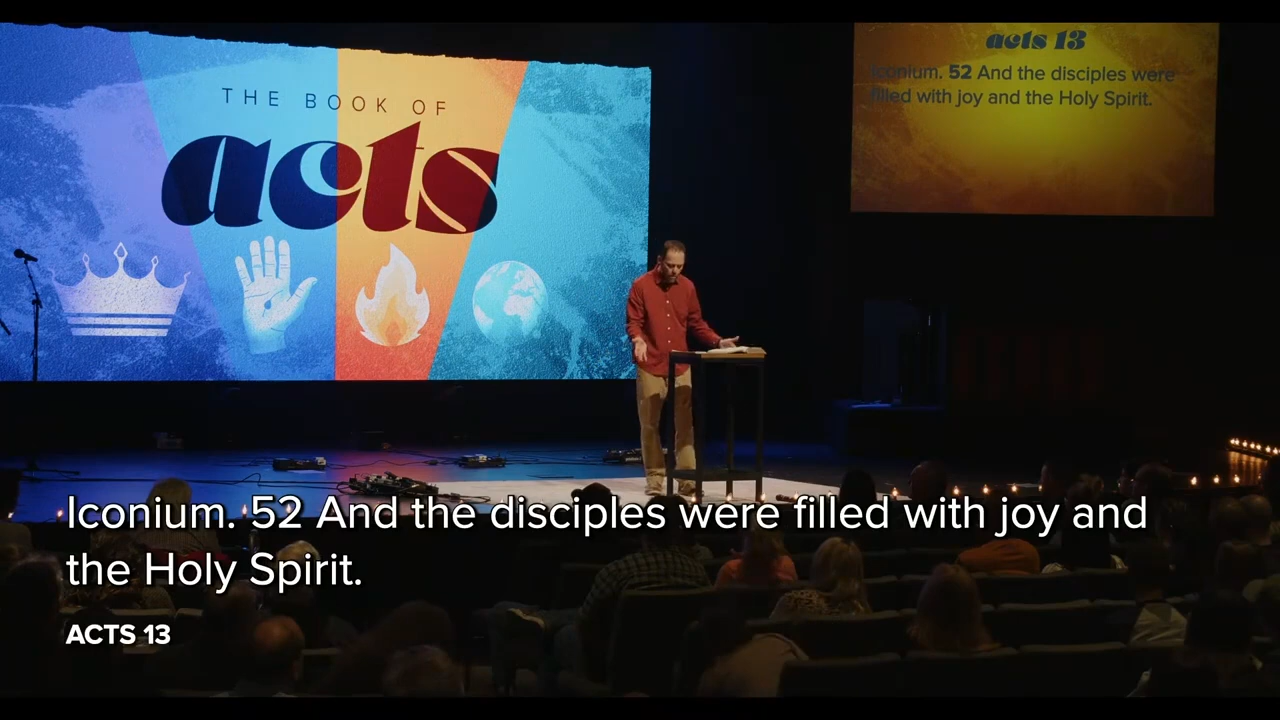 THE BOOK OF
acts
acts 13
Iconium. 52 And the disciples were
filled with joy and the Holy Spirit.
Iconium. 52 And the disciples were filled with joy and
the Holy Spirit.
ACTS 13